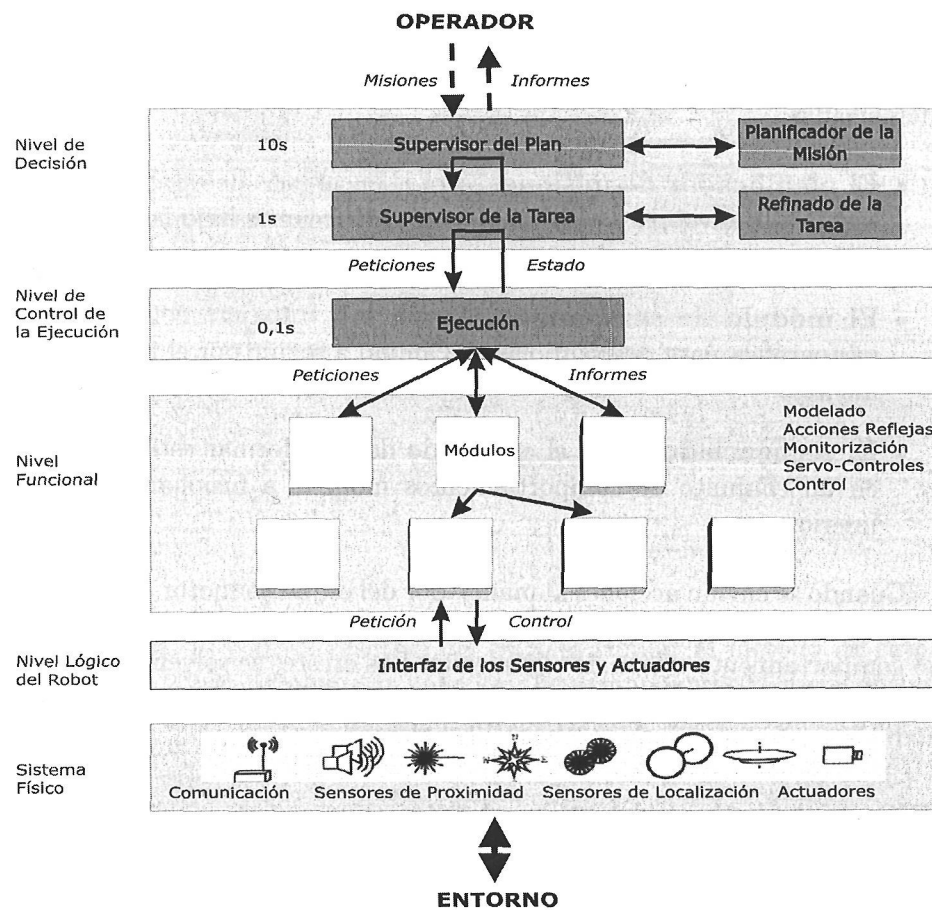 OPERADOR
Misiones
Informes
Nivel de
Decisión
10s
Supervisor del Plan
Planificador de la
Misión
1s
Supervisor de la Tarea
Refinado de la
Tarea
Peticiones
Estado
Nivel de
Control de
la Ejecución
0,1s
Ejecución
Peticiones
Informes
Nivel
Funcional
Módulos
Modelado
Acciones Reflejas
Monitorización
Servo-Controles
Control
Petición
Control
Nivel Lógico
del Robot
Interfaz de los Sensores y Actuadores
Sistema
Físico
Comunicación
Sensores de Proximidad
Sensores de Localización
Actuadores
ENTORNO